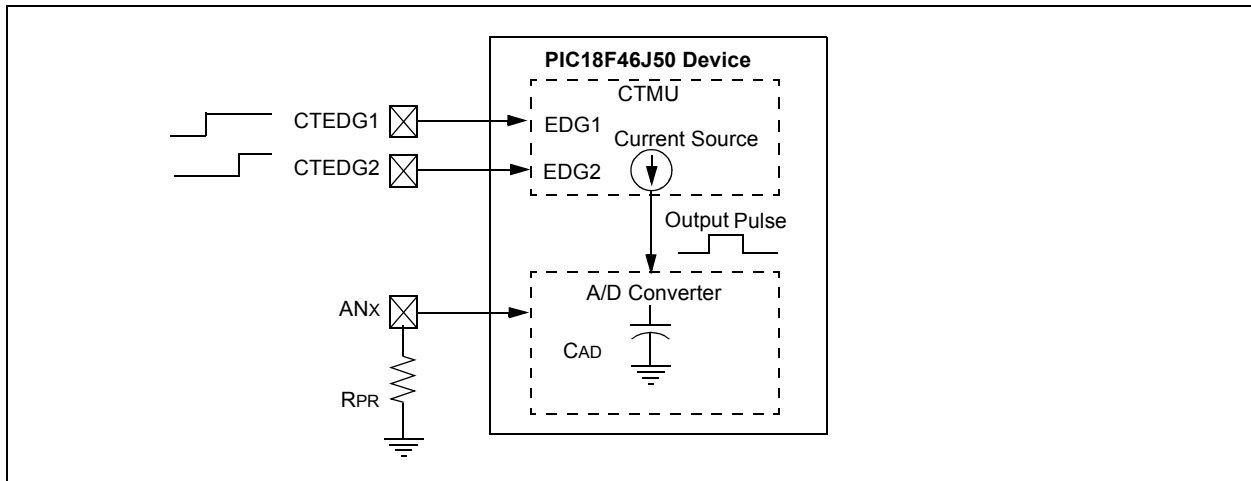 PIC18F46J50 Device
CTMU
CTEDG1
EDG1
Current Source
CTEDG2
EDG2
Output Pulse
A/D Converter
ANX
CAD
RPR